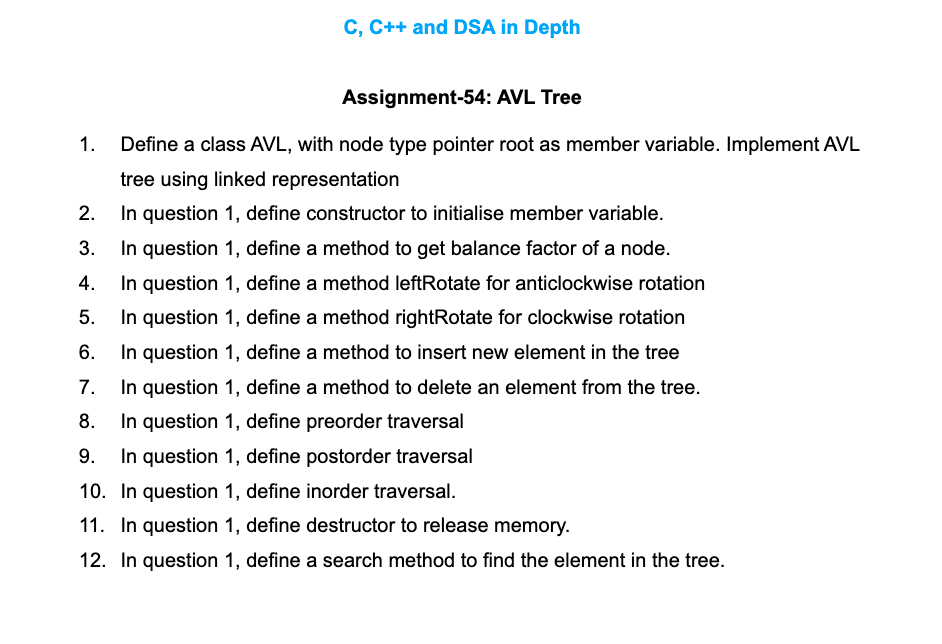 C, C++ and DSA in Depth
Assignment-54: AVL Tree
1. Define a class AVL, with node type pointer root as member variable. Implement AVL
tree using linked representation
2. In question 1, define constructor to initialise member variable.
3. In question 1, define a method to get balance factor of a node.
4. In question 1, define a method leftRotate for anticlockwise rotation
5. In question 1, define a method rightRotate for clockwise rotation
6. In question 1, define a method to insert new element in the tree
7. In question 1, define a method to delete an element from the tree.
8. In question 1, define preorder traversal
9. In question 1, define postorder traversal
10. In question 1, define inorder traversal.
11. In question 1, define destructor to release memory.
12. In question 1, define a search method to find the element in the tree.